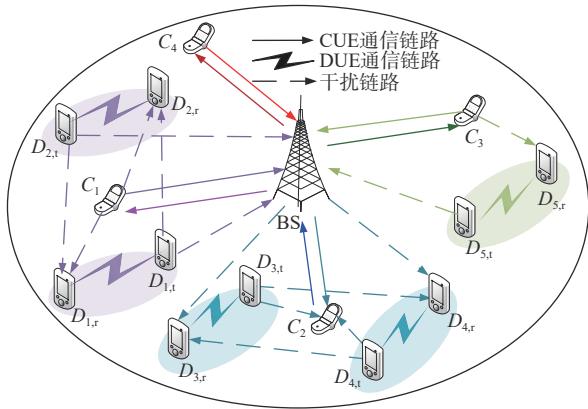 C4
CUE通信链路
DUE通信链路
干扰链路
D2,r
D2,t
C3
C1
D5,r
BS
D5,t
D1,t
D3,t
D1,r
C2
D4,r
D3,r
D4,t